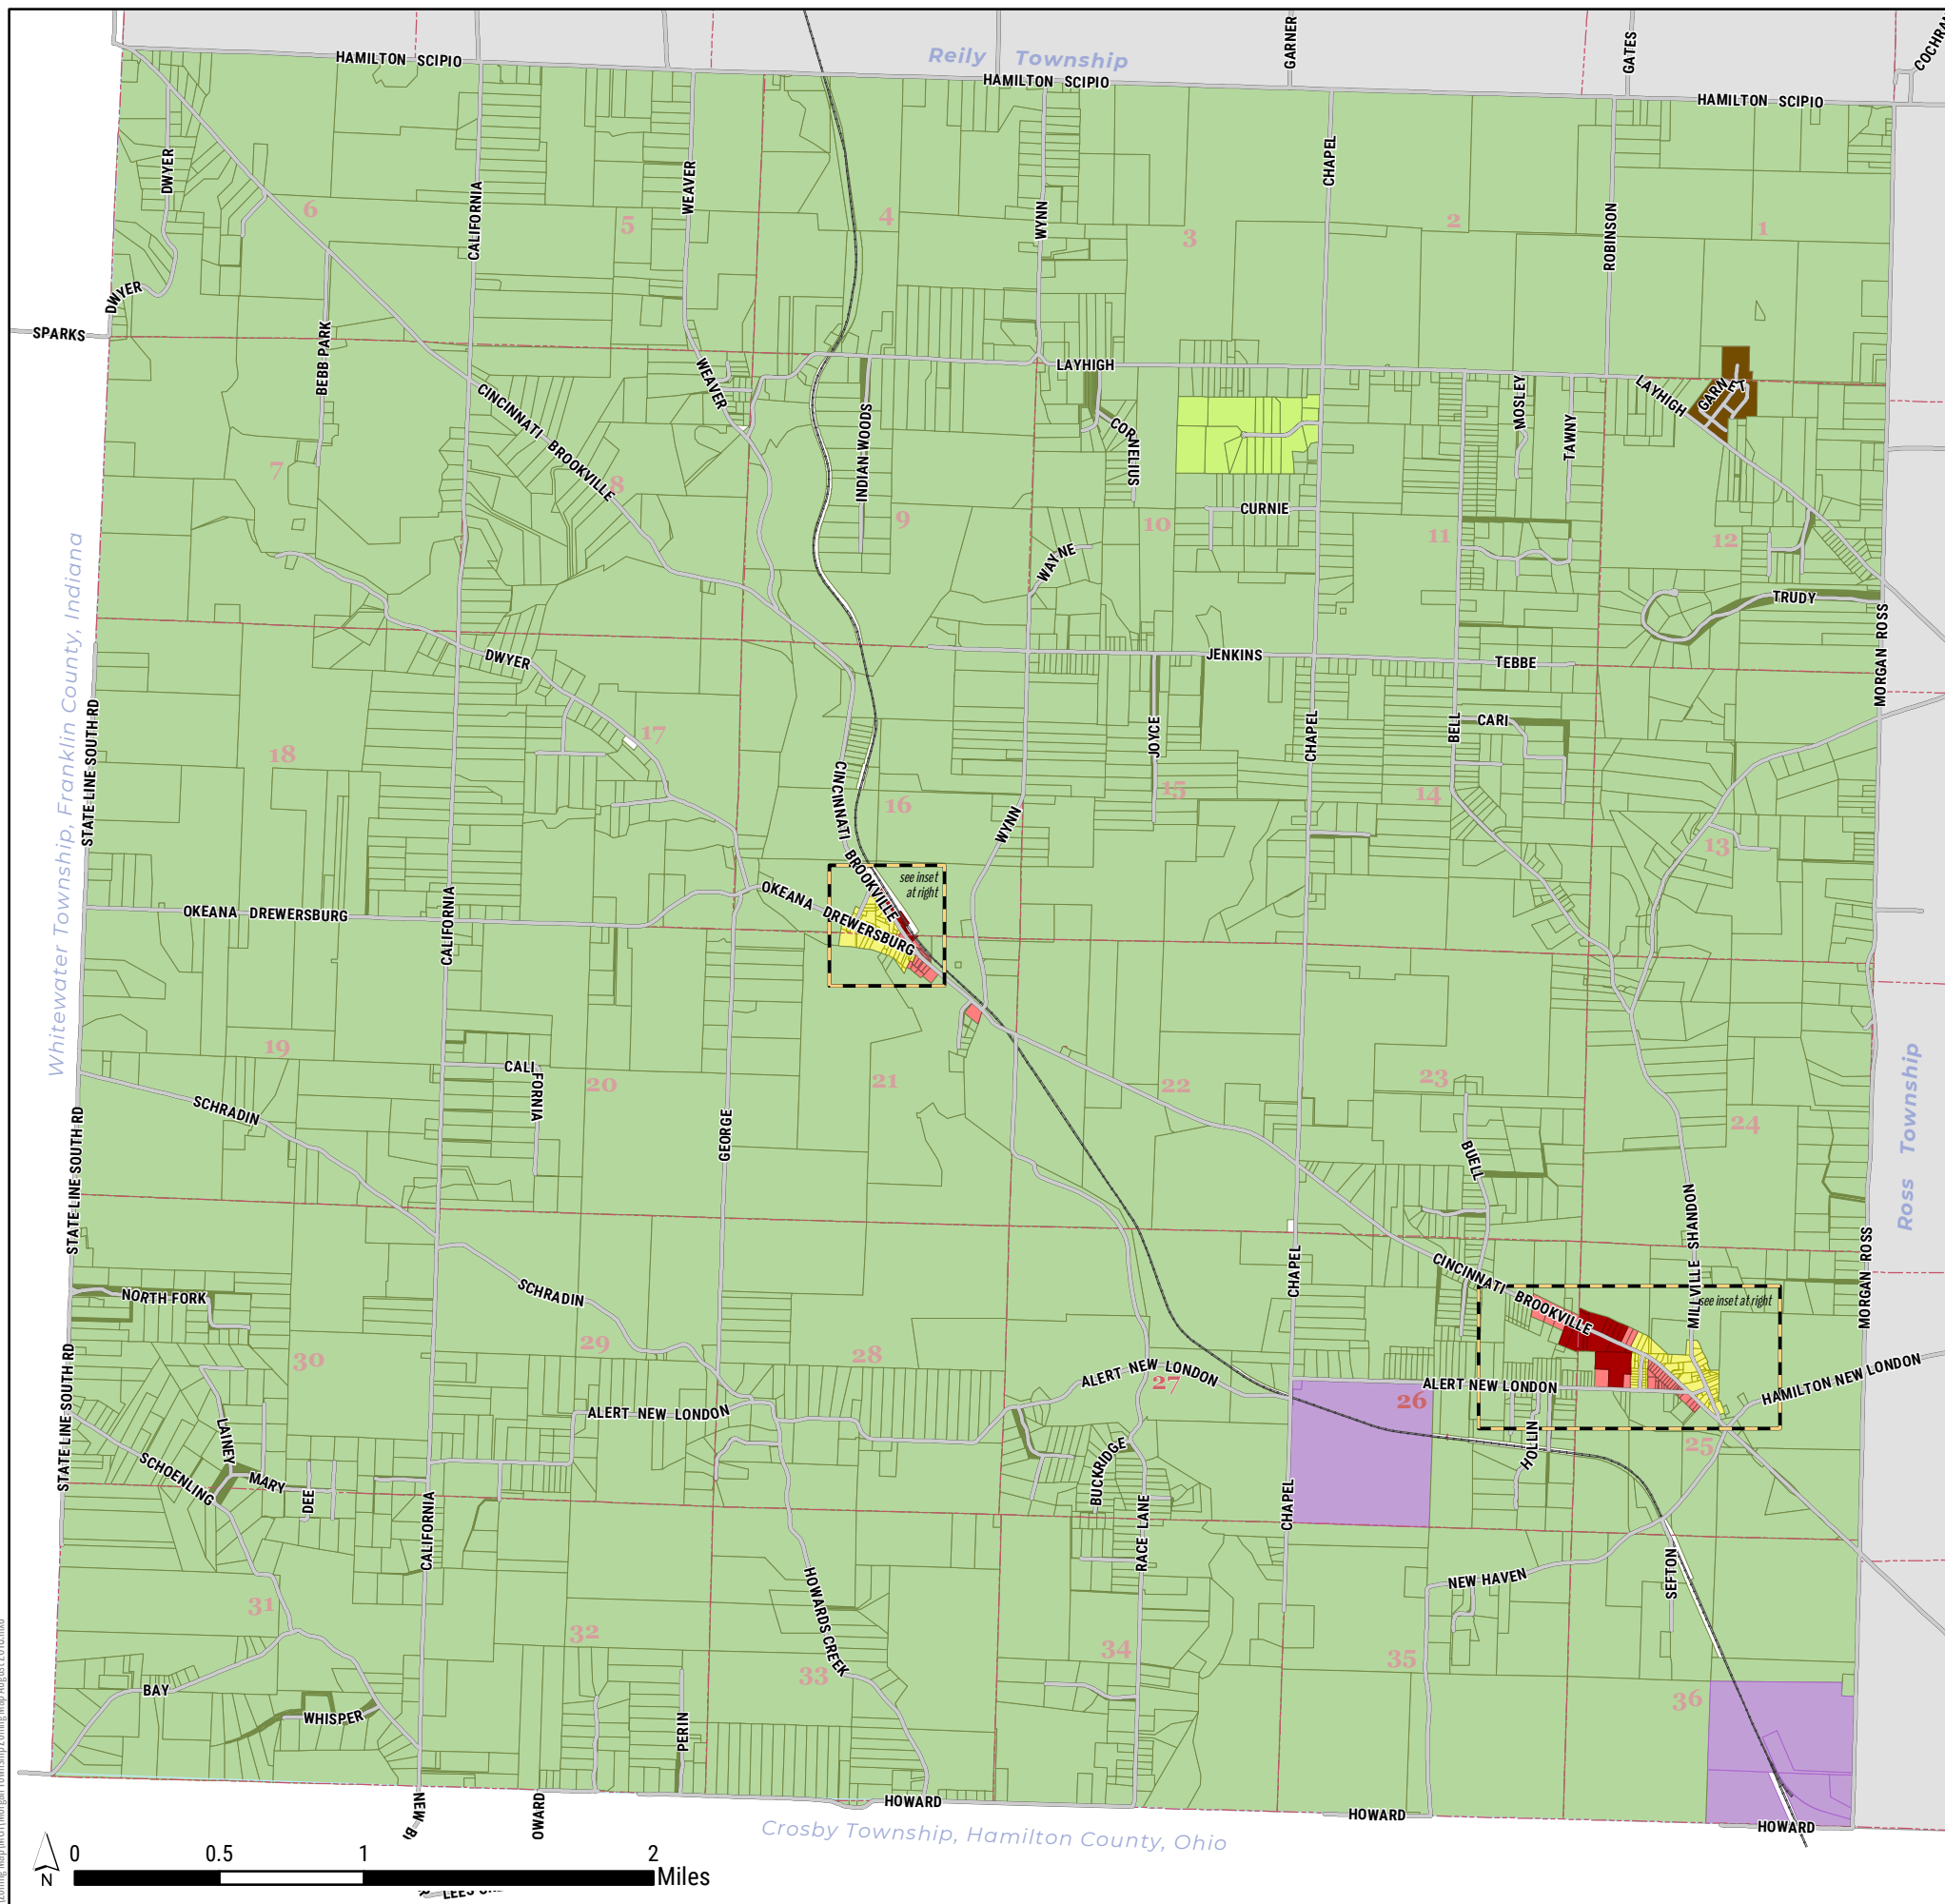 GARNER
GATES
Reily Township
HAMILTON SCIPIO
HAMILTON SCIPIO
HAMILTON SCIPIO
DWYER
CALIFORNIA
WEAVER
WYNN
CHAPEL
ROBINSON
6
5
4
3
2
1
DWYER
SPARKS
BEBB PARK
WEAVER
LAYHIGH
LAYHIGH
GARNET
CINCINNATI BROOKVILLE
INDIAN WOODS
CORNELIUS
MOSLEY
TAWNY
7
8
9
10
11
12
CURNIE
WAYNE
TRUDY
Whitewater Township, Franklin County, Indiana
DWYER
JENKINS
TEBBE
MORGAN ROSS
STATE LINE SOUTH RD
JOYCE
CHAPEL
BELL
CARI
18
17
16
15
14
13
CINCINNATI BROOKVILLE
WYNN
see inset
at right
OKEANA DREWERSBURG
OKEANA DREWERSBURG
CALIFORNIA
19
20
21
22
23
24
CALIFORNIA
SCHRADIN
STATE LINE SOUTH RD
GEORGE
BUELL
Ross Township
MILLVILLE SHANDON
MORGAN ROSS
CHAPEL
CINCINNATI BROOKVILLE
see inset at right
NORTH FORK
SCHRADIN
30
29
28
27
26
25
ALERT NEW LONDON
ALERT NEW LONDON
ALERT NEW LONDON
HAMILTON NEW LONDON
STATE LINE SOUTH RD
LAINEY
SCHOENLING
MARY
DEE
CALIFORNIA
BUCKRIDGE
RACE LANE
CHAPEL
HOLLIN
NEW HAVEN
SEFTON
HOWARDS CREEK
31
32
33
34
35
36
BAY
WHISPER
PERIN
HOWARD
HOWARD
HOWARD
OWARD
Crosby Township, Hamilton County, Ohio
N
0 0.5 1 2
Miles